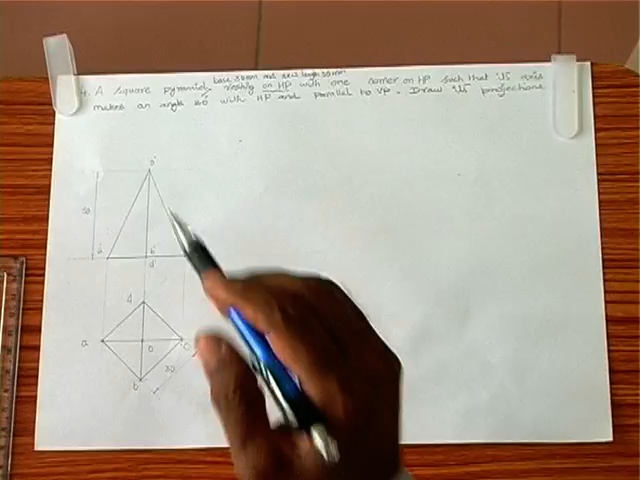 base 30mm and axis length 50mm
4. A square pyramid, resting on HP with one corner on HP such that its axis
makes an angle 30° with HP and parallel to VP. Draw its projections.
o'
50
a' b'
d'
d
a o c
30
b